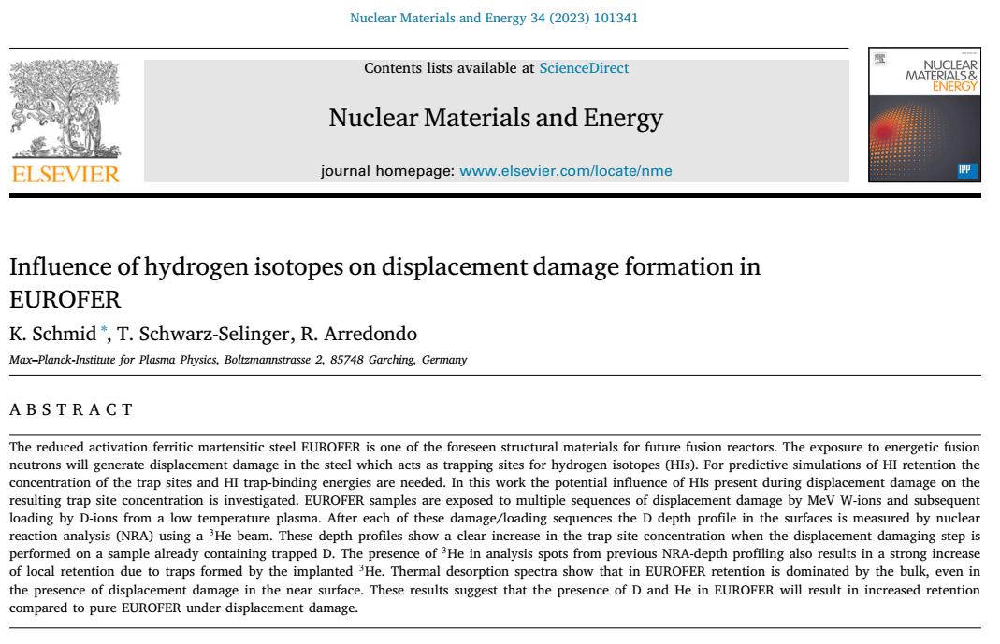 Nuclear Materials and Energy 34 (2023) 101341
Contents lists available at ScienceDirect
Nuclear Materials and Energy
journal homepage: www.elsevier.com/locate/nme
ELSEVIER
NUCLEAR
MATERIALS &
ENERGY
IPP
Influence of hydrogen isotopes on displacement damage formation in
EUROFER
K. Schmid *, T. Schwarz-Selinger, R. Arredondo
Max–Planck-Institute for Plasma Physics, Boltzmannstrasse 2, 85748 Garching, Germany
A B S T R A C T
The reduced activation ferritic martensitic steel EUROFER is one of the foreseen structural materials for future fusion reactors. The exposure to energetic fusion
neutrons will generate displacement damage in the steel which acts as trapping sites for hydrogen isotopes (HIs). For predictive simulations of HI retention the
concentration of the trap sites and HI trap-binding energies are needed. In this work the potential influence of HIs present during displacement damage on the
resulting trap site concentration is investigated. EUROFER samples are exposed to multiple sequences of displacement damage by MeV W-ions and subsequent
loading by D-ions from a low temperature plasma. After each of these damage/loading sequences the D depth profile in the surfaces is measured by nuclear
reaction analysis (NRA) using a ³He beam. These depth profiles show a clear increase in the trap site concentration when the displacement damaging step is
performed on a sample already containing trapped D. The presence of ³He in analysis spots from previous NRA-depth profiling also results in a strong increase
of local retention due to traps formed by the implanted ³He. Thermal desorption spectra show that in EUROFER retention is dominated by the bulk, even in
the presence of displacement damage in the near surface. These results suggest that the presence of D and He in EUROFER will result in increased retention
compared to pure EUROFER under displacement damage.